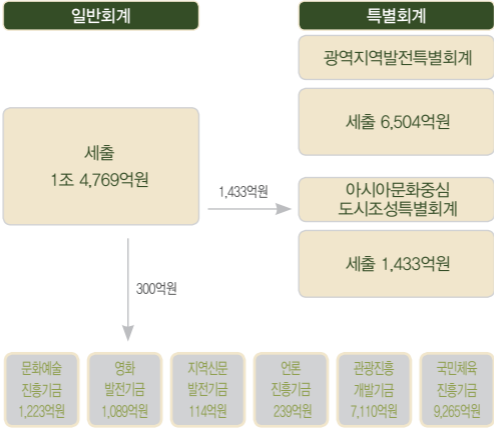 일반회계
특별회계
광역지역발전특별회계
세출 6,504억원
세출
1조 4,769억원
1,433억원
아시아문화중심
도시조성특별회계
세출 1,433억원
300억원
문화예술
진흥기금
1,223억원
영화
발전기금
1,089억원
지역신문
발전기금
114억원
언론
진흥기금
239억원
관광진흥
개발기금
7,110억원
국민체육
진흥기금
9,265억원